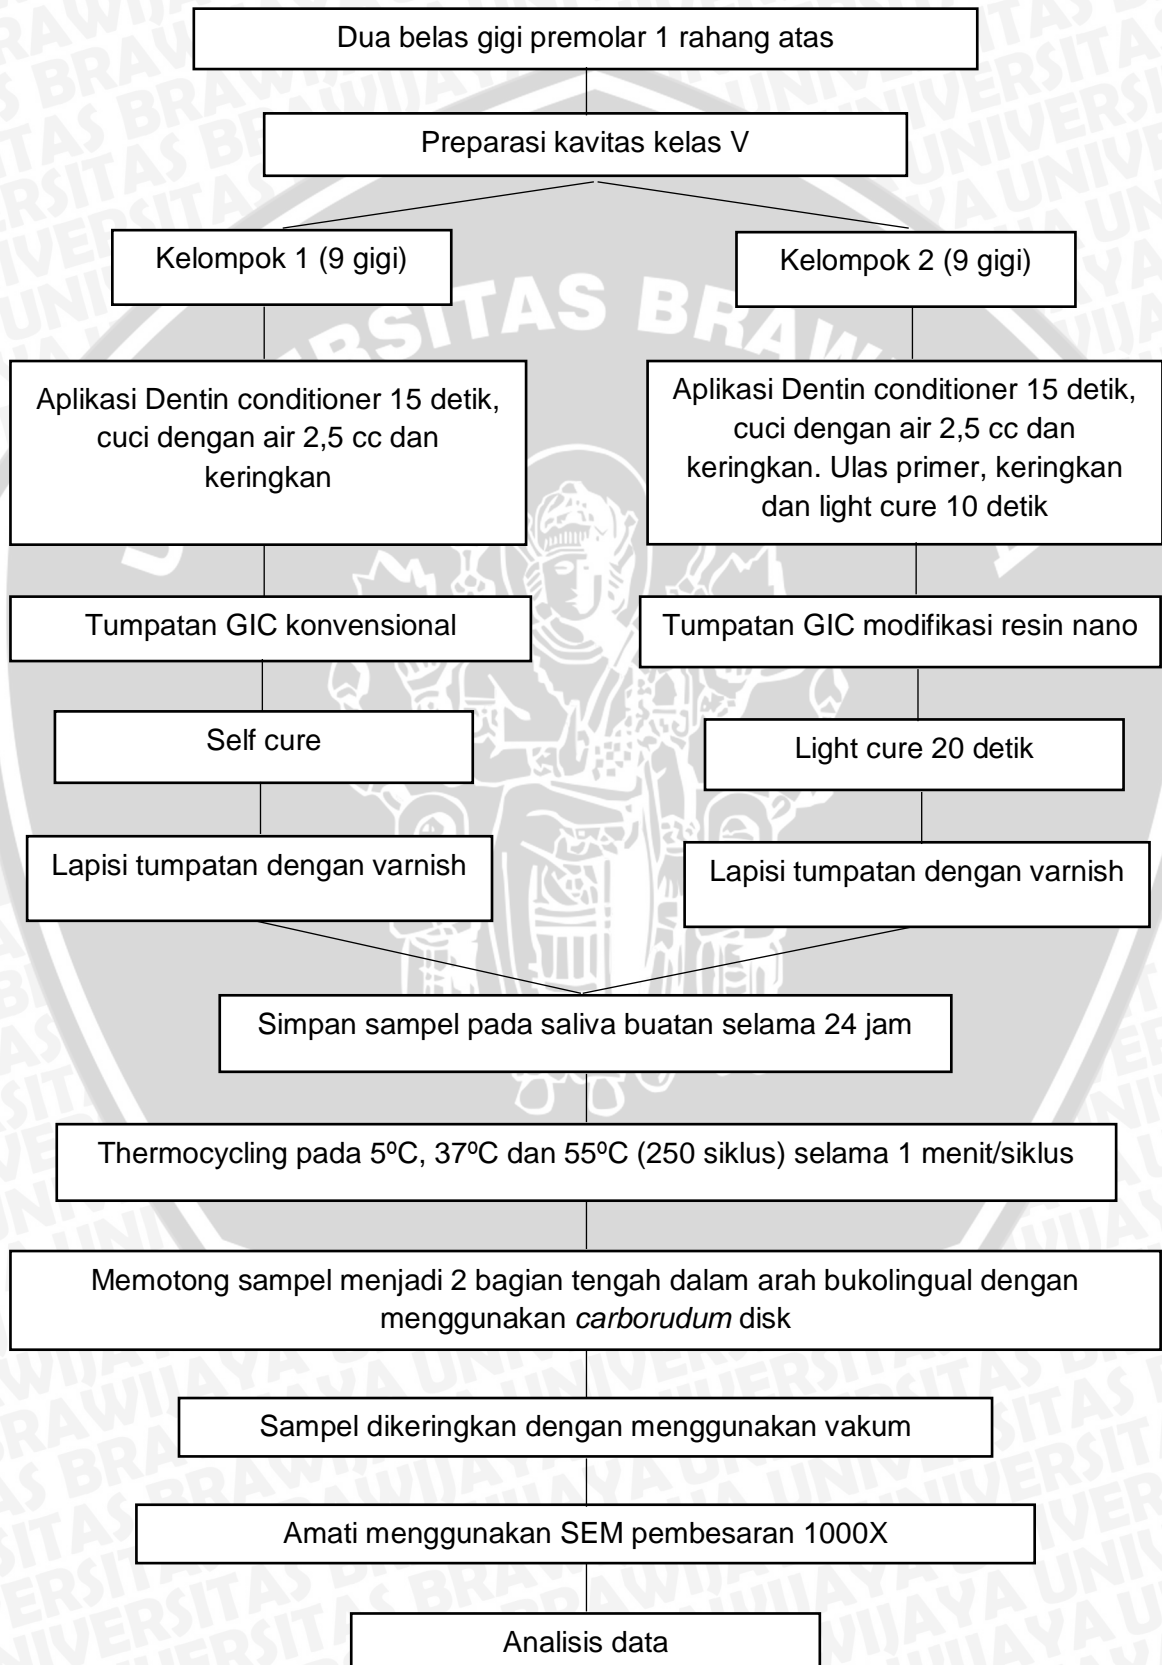 Dua belas gigi premolar 1 rahang atas
Preparasi kavitas kelas V
Kelompok 1 (9 gigi)
Kelompok 2 (9 gigi)
Aplikasi Dentin conditioner 15 detik,
cuci dengan air 2,5 cc dan
keringkan
Aplikasi Dentin conditioner 15 detik,
cuci dengan air 2,5 cc dan
keringkan. Ulas primer, keringkan
dan light cure 10 detik
Tumpatan GIC konvensional
Tumpatan GIC modifikasi resin nano
Self cure
Light cure 20 detik
Lapisi tumpatan dengan varnish
Lapisi tumpatan dengan varnish
Simpan sampel pada saliva buatan selama 24 jam
Thermocycling pada 5ºC, 37ºC dan 55ºC (250 siklus) selama 1 menit/siklus
Memotong sampel menjadi 2 bagian tengah dalam arah bukolingual dengan
menggunakan carborudum disk
Sampel dikeringkan dengan menggunakan vakum
Amati menggunakan SEM pembesaran 1000X
Analisis data